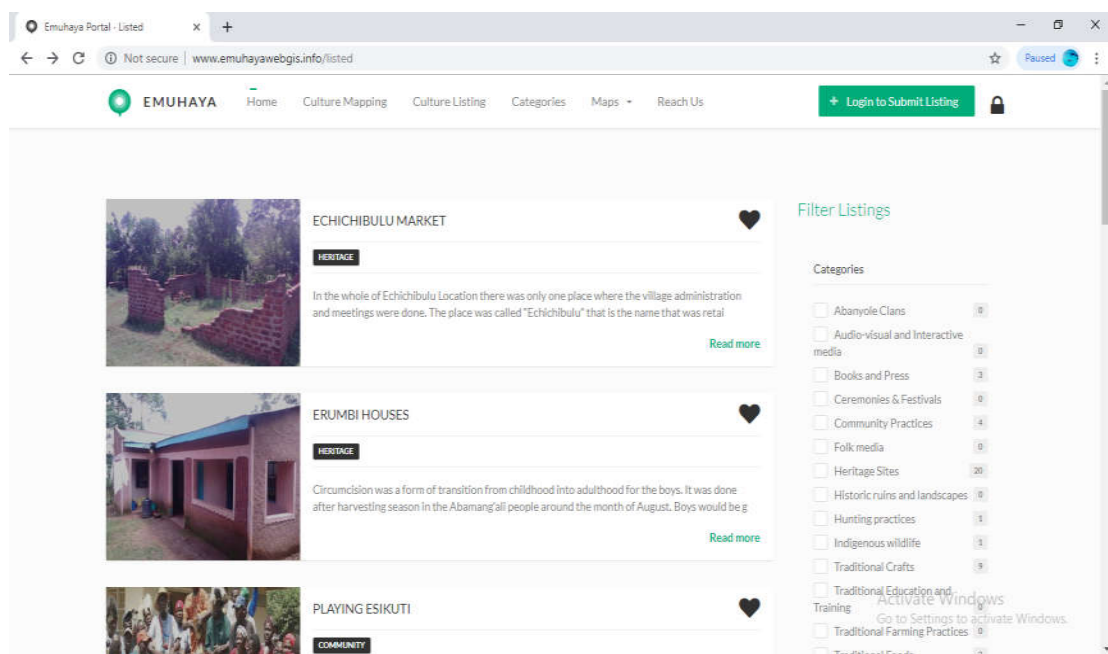 Emuhaya Portal - Listed
Not secure | www.emuhayawebgis.info/listed
Paused
EMUHAYA Home Culture Mapping Culture Listing Categories Maps Reach Us + Login to Submit Listing
ECHICHIBULU MARKET
HERITAGE
In the whole of Echichibulu Location there was only one place where the village administration
and meetings were done. The place was called "Echichibulu" that is the name that was retai
Read more
ERUMBI HOUSES
HERITAGE
Circumcision was a form of transition from childhood into adulthood for the boys. It was done
after harvesting season in the Abamang'ali people around the month of August. Boys would be g
Read more
PLAYING ESIKUTI
COMMUNITY
Filter Listings
Categories
Abanyole Clans 0
Audio-visual and Interactive
media 0
Books and Press 3
Ceremonies & Festivals 0
Community Practices 4
Folk media 0
Heritage Sites 20
Historic ruins and landscapes 0
Hunting practices 1
Indigenous wildlife 1
Traditional Crafts 9
Traditional Education and
Training
Traditional Farming Practices 0
Traditional Foods
Activate Windows
Go to Settings to activate Windows.